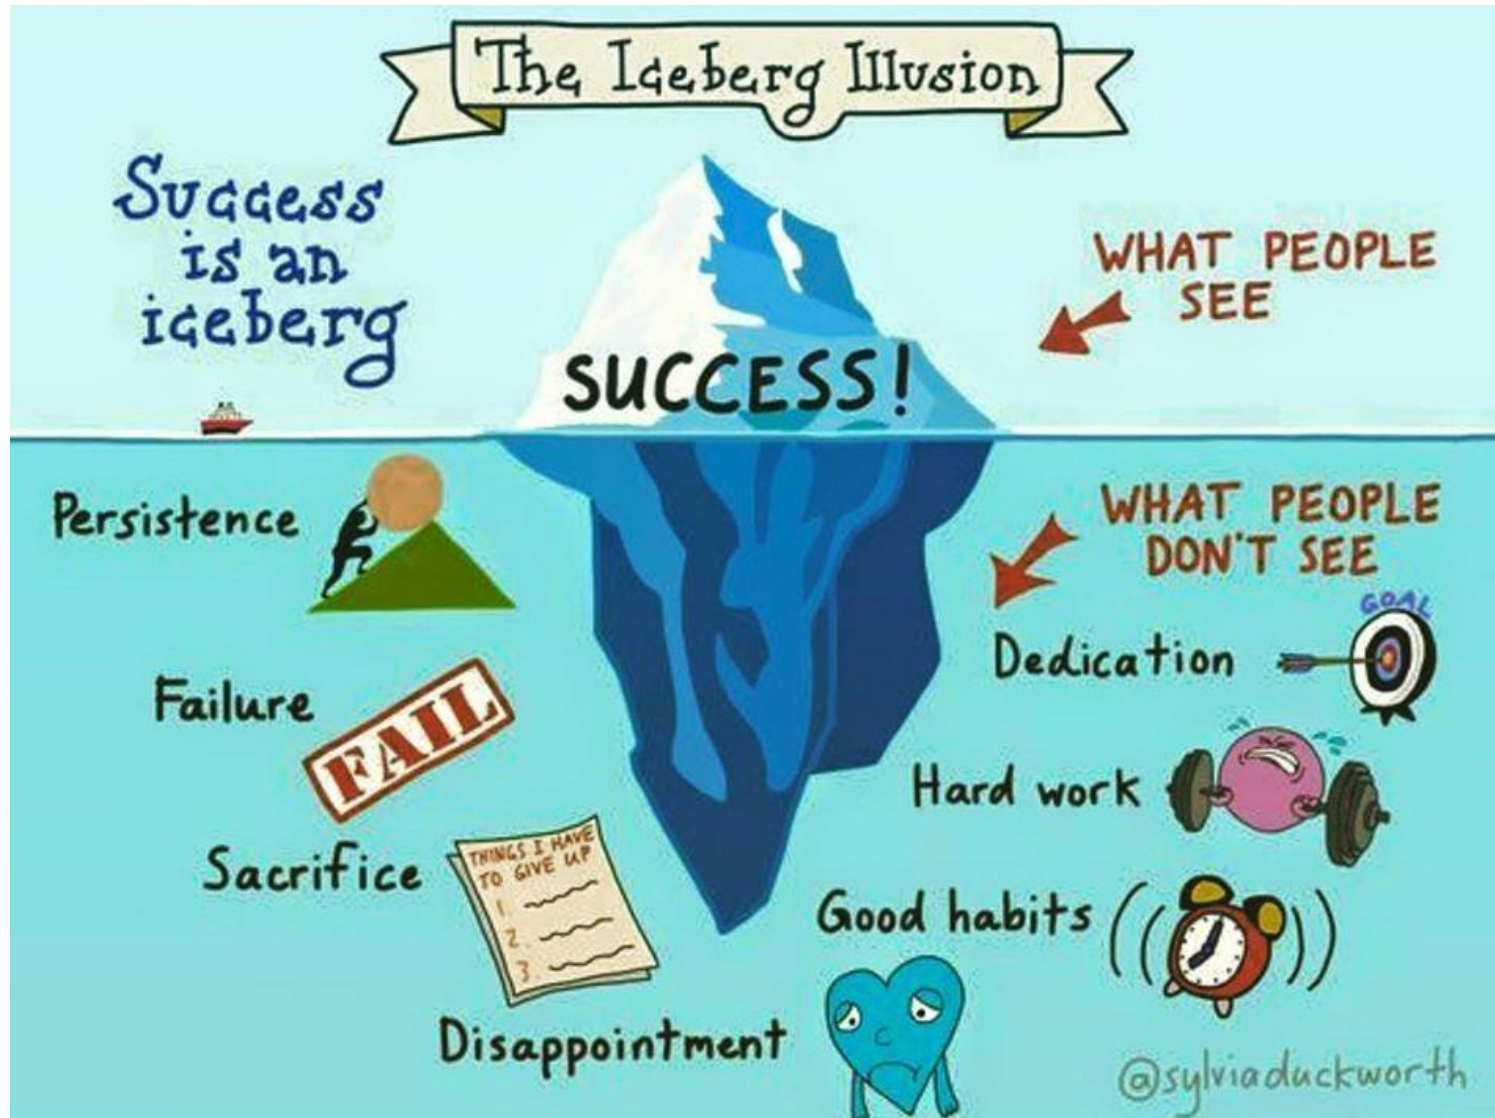 The Iceberg Illusion
Success
is an
iceberg
WHAT PEOPLE
SEE
SUCCESS!
WHAT PEOPLE
DON'T SEE
Persistence
Failure
FAIL
Sacrifice
THINGS I HAVE
TO GIVE UP
1.
2.
3.
Disappointment
GOAL
Dedication
Hard work
Good habits
@sylviaduckworth